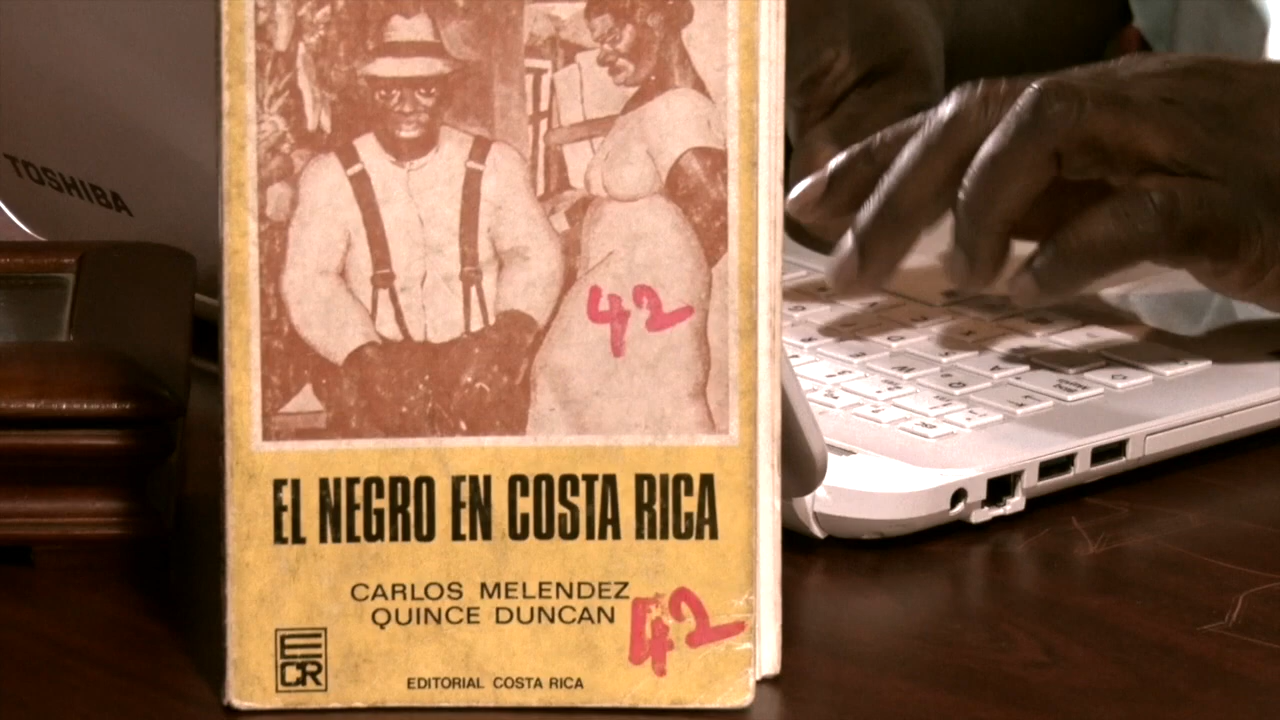 TOSHIBA
42
EL NEGRO EN COSTA RICA
CARLOS MELENDEZ
QUINCE DUNCAN
42
ECR
EDITORIAL COSTA RICA